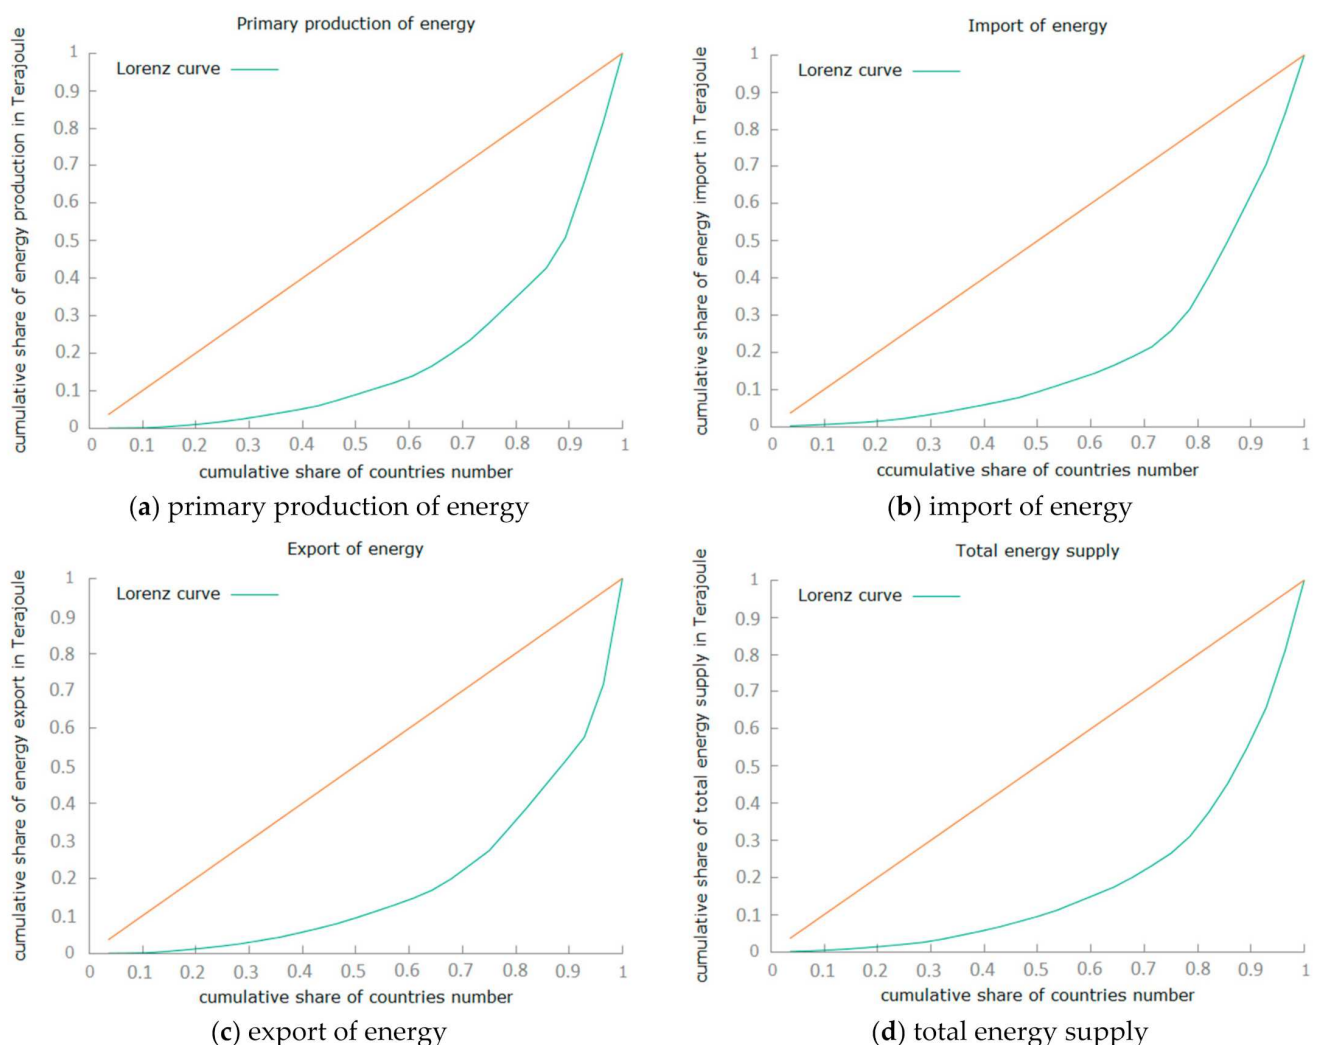 Primary production of energy
cumulative share of energy production in Terajoule
Lorenz curve
1
0.9
0.8
0.7
0.6
0.5
0.4
0.3
0.2
0.1
0
0 0.1 0.2 0.3 0.4 0.5 0.6 0.7 0.8 0.9 1
cumulative share of countries number
(a) primary production of energy
Import of energy
cumulative share of energy import in Terajoule
Lorenz curve
1
0.9
0.8
0.7
0.6
0.5
0.4
0.3
0.2
0.1
0
0 0.1 0.2 0.3 0.4 0.5 0.6 0.7 0.8 0.9 1
ccumulative share of countries number
(b) import of energy
Export of energy
cumulative share of energy export in Terajoule
Lorenz curve
1
0.9
0.8
0.7
0.6
0.5
0.4
0.3
0.2
0.1
0
0 0.1 0.2 0.3 0.4 0.5 0.6 0.7 0.8 0.9 1
cumulative share of countries number
(c) export of energy
Total energy supply
cumulative share of total energy supply in Terajoule
Lorenz curve
1
0.9
0.8
0.7
0.6
0.5
0.4
0.3
0.2
0.1
0
0 0.1 0.2 0.3 0.4 0.5 0.6 0.7 0.8 0.9 1
cumulative share of countries number
(d) total energy supply